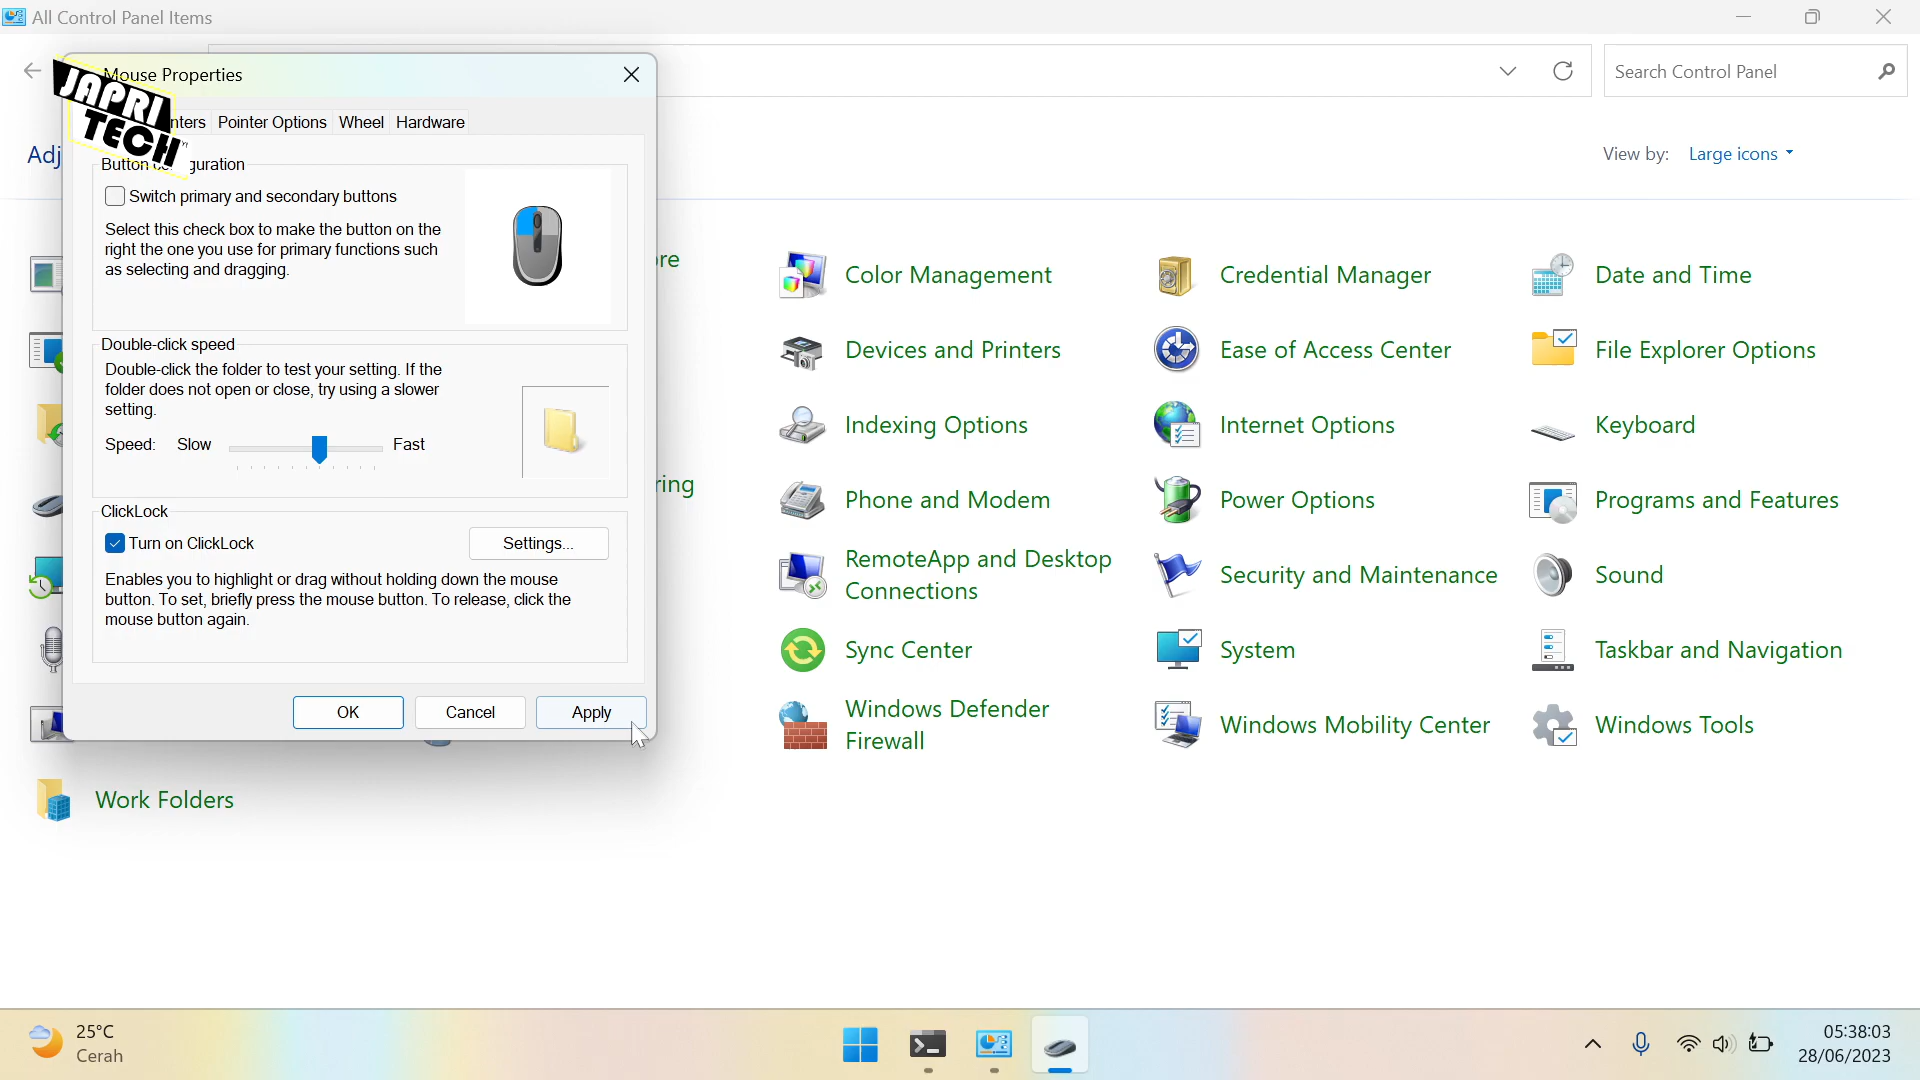 All Control Panel Items
Search Control Panel
Mouse Properties
JAPRI
TECH
nters
Pointer Options
Wheel
Hardware
Adj
View by:
Large icons
Button
guration
Switch primary and secondary buttons
Select this check box to make the button on the
right the one you use for primary functions such
as selecting and dragging.
Double-click speed
Double-click the folder to test your setting. If the
folder does not open or close, try using a slower
setting.
Speed: Slow Fast
ClickLock
Turn on ClickLock
Settings...
Enables you to highlight or drag without holding down the mouse
button. To set, briefly press the mouse button. To release, click the
mouse button again.
OK
Cancel
Apply
ore
ring
Color Management
Credential Manager
Date and Time
Devices and Printers
Ease of Access Center
File Explorer Options
Indexing Options
Internet Options
Keyboard
Phone and Modem
Power Options
Programs and Features
RemoteApp and Desktop
Connections
Security and Maintenance
Sound
Sync Center
System
Taskbar and Navigation
Windows Defender
Firewall
Windows Mobility Center
Windows Tools
Work Folders
25°C
Cerah
05:38:03
28/06/2023